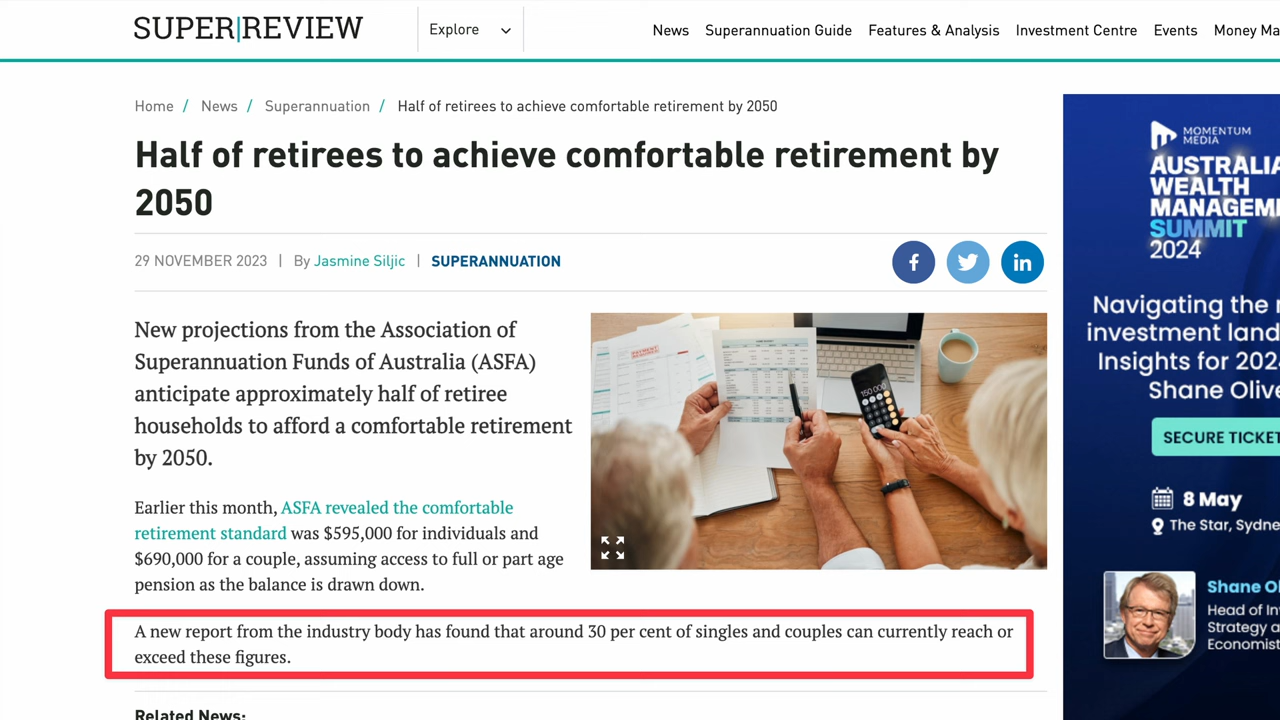 SUPER|REVIEW
Explore
News Superannuation Guide Features & Analysis Investment Centre Events Money Ma
Home / News / Superannuation / Half of retirees to achieve comfortable retirement by 2050
Half of retirees to achieve comfortable retirement by
2050
29 NOVEMBER 2023 | By Jasmine Siljic | SUPERANNUATION
New projections from the Association of
Superannuation Funds of Australia (ASFA)
anticipate approximately half of retiree
households to afford a comfortable retirement
by 2050.
Earlier this month, ASFA revealed the comfortable
retirement standard was $595,000 for individuals and
$690,000 for a couple, assuming access to full or part age
pension as the balance is drawn down.
A new report from the industry body has found that around 30 per cent of singles and couples can currently reach or
exceed these figures.
Related News:
150,000
MOMENTUM
MEDIA
AUSTRALIA
WEALTH
MANAGEM
SUMMIT
2024
Navigating the
investment land
Insights for 202
Shane Olive
SECURE TICKET
8 May
The Star, Sydne
Shane Ol
Head of In
Strategy a
Economist